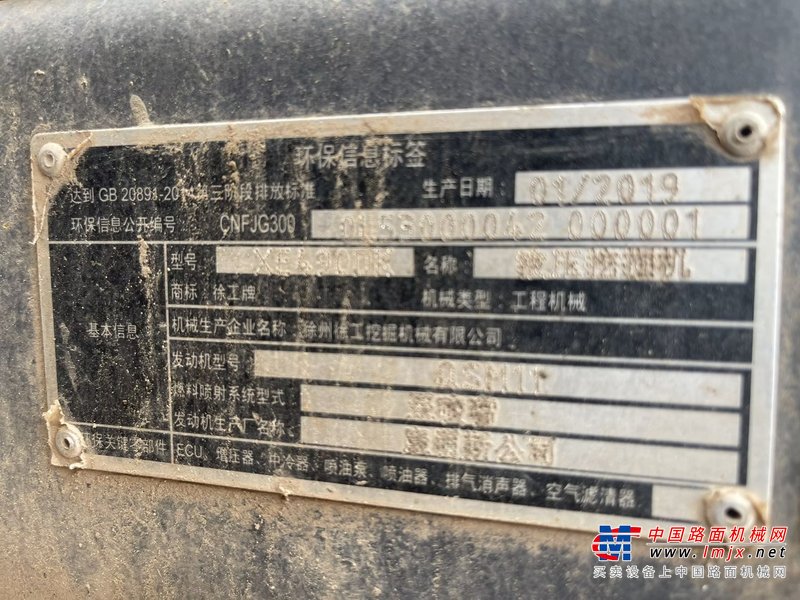 环保信息标签
达到 GB 20891-2014第三阶段排放标准 生产日期: 01/2019
环保信息公开编号 CNFJG300 000001
型号 名称: 液压挖掘机
商标: 徐工牌 机械类型: 工程机械
基本信息
机械生产企业名称: 徐州徐工挖掘机械有限公司
发动机型号 QSM11
燃料喷射系统型式:
发动机生产厂名称:
ECU、增压器、中冷器、喷油泵、喷油器、排气消声器、空气滤清器
中国路面机械网
www.lmjx.net
买卖设备上中国路面机械网